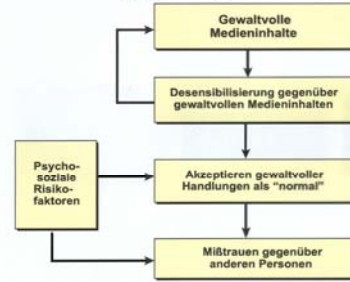 Gewaltvolle
Medieninhalte
Desensibilisierung gegenüber
gewaltvollen Medieninhalten
Psycho-
soziale
Risiko-
faktoren
Akzeptieren gewaltvoller
Handlungen als "normal"
Mißtrauen gegenüber
anderen Personen